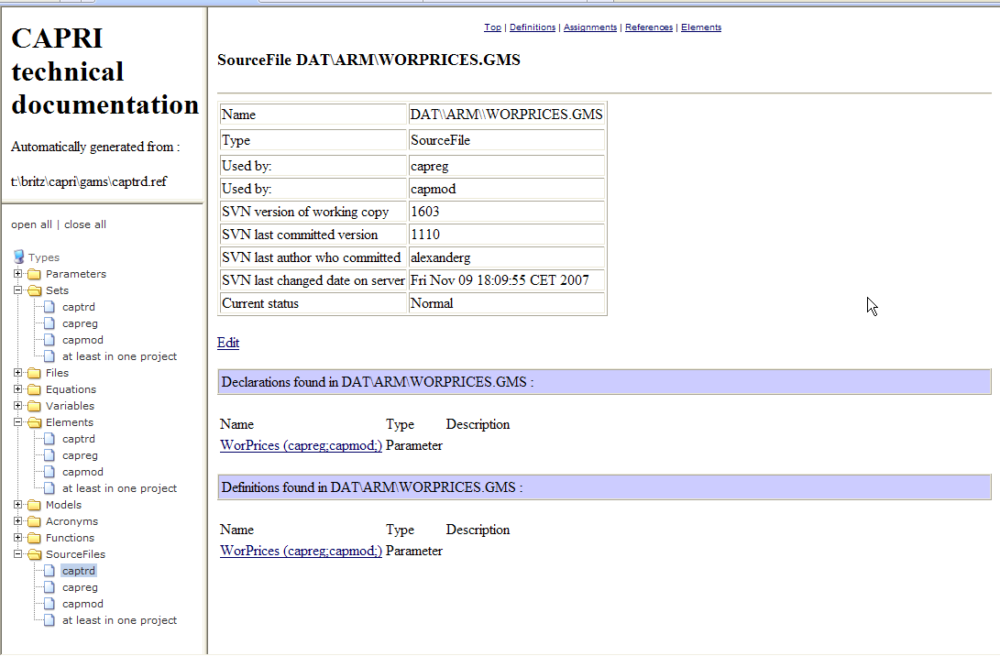 CAPRI
technical
documentation
Automatically generated from :
t:\britz\capri\gams\captrd.ref
open all | close all
Types
Parameters
Sets
captrd
capreg
capmod
at least in one project
Files
Equations
Variables
Elements
captrd
capreg
capmod
at least in one project
Models
Acronyms
Functions
SourceFiles
captrd
capreg
capmod
at least in one project
Top | Definitions | Assignments | References | Elements
SourceFile DAT\ARM\WORPRICES.GMS
Name DAT\\ARM\\WORPRICES.GMS
Type SourceFile
Used by: capreg
Used by: capmod
SVN version of working copy 1603
SVN last committed version 1110
SVN last author who committed alexanderg
SVN last changed date on server Fri Nov 09 18:09:55 CET 2007
Current status Normal
Edit
Declarations found in DAT\ARM\WORPRICES.GMS :
Name Type Description
WorPrices (capreg;capmod;) Parameter
Definitions found in DAT\ARM\WORPRICES.GMS :
Name Type Description
WorPrices (capreg;capmod;) Parameter